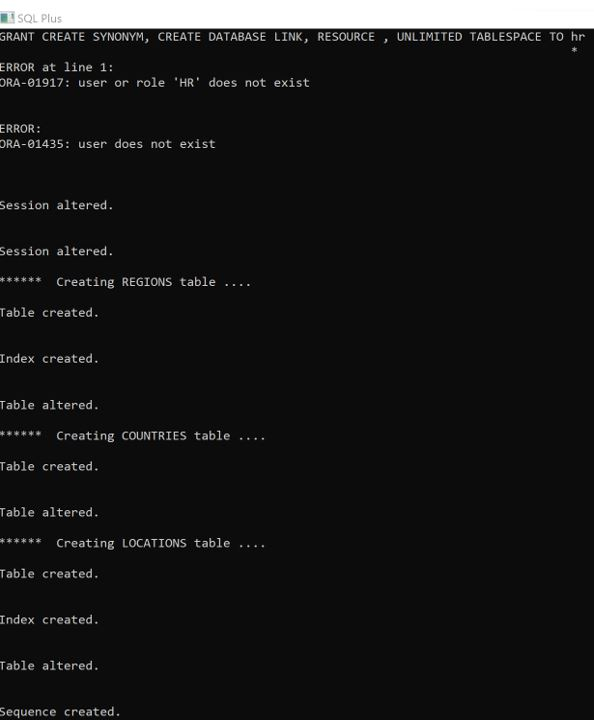 SQL Plus
GRANT CREATE SYNONYM, CREATE DATABASE LINK, RESOURCE , UNLIMITED TABLESPACE TO hr
*
ERROR at line 1:
ORA-01917: user or role 'HR' does not exist
ERROR:
ORA-01435: user does not exist
Session altered.
Session altered.
****** Creating REGIONS table ....
Table created.
Index created.
Table altered.
****** Creating COUNTRIES table ....
Table created.
Table altered.
****** Creating LOCATIONS table ....
Table created.
Index created.
Table altered.
Sequence created.